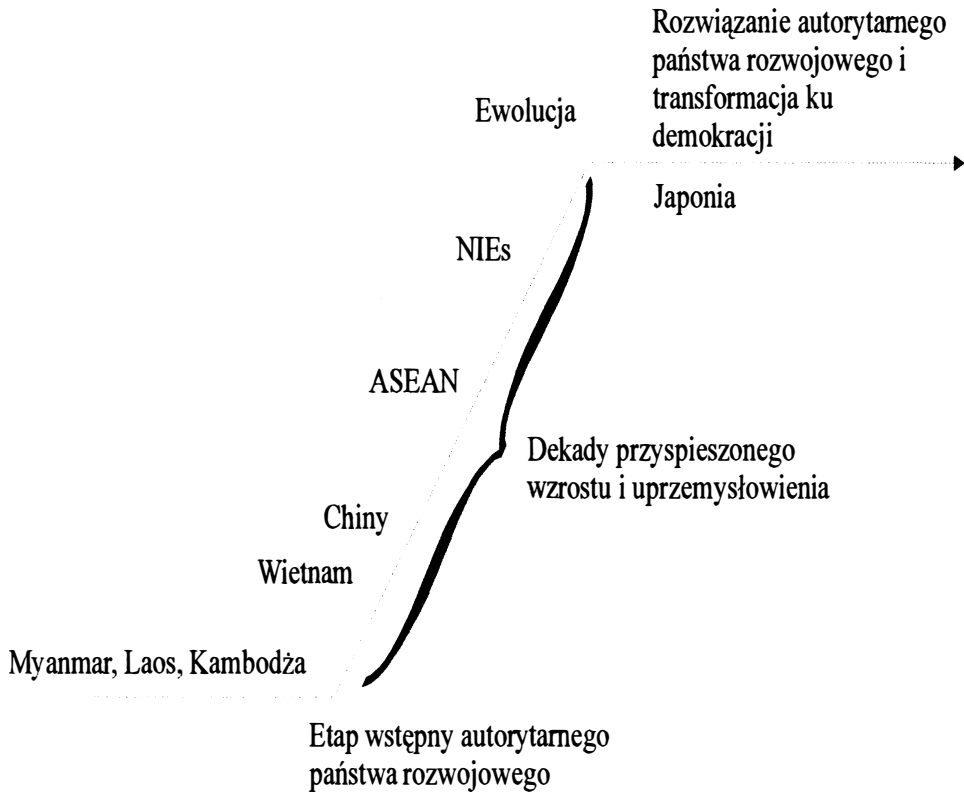 Rozwiązanie autorytarnego
państwa rozwojowego i
transformacja ku
demokracji
Ewolucja
Japonia
NIEs
ASEAN
Dekady przyspieszonego
wzrostu i uprzemysłowienia
Chiny
Wietnam
Myanmar, Laos, Kambodża
Etap wstępny autorytarnego
państwa rozwojowego